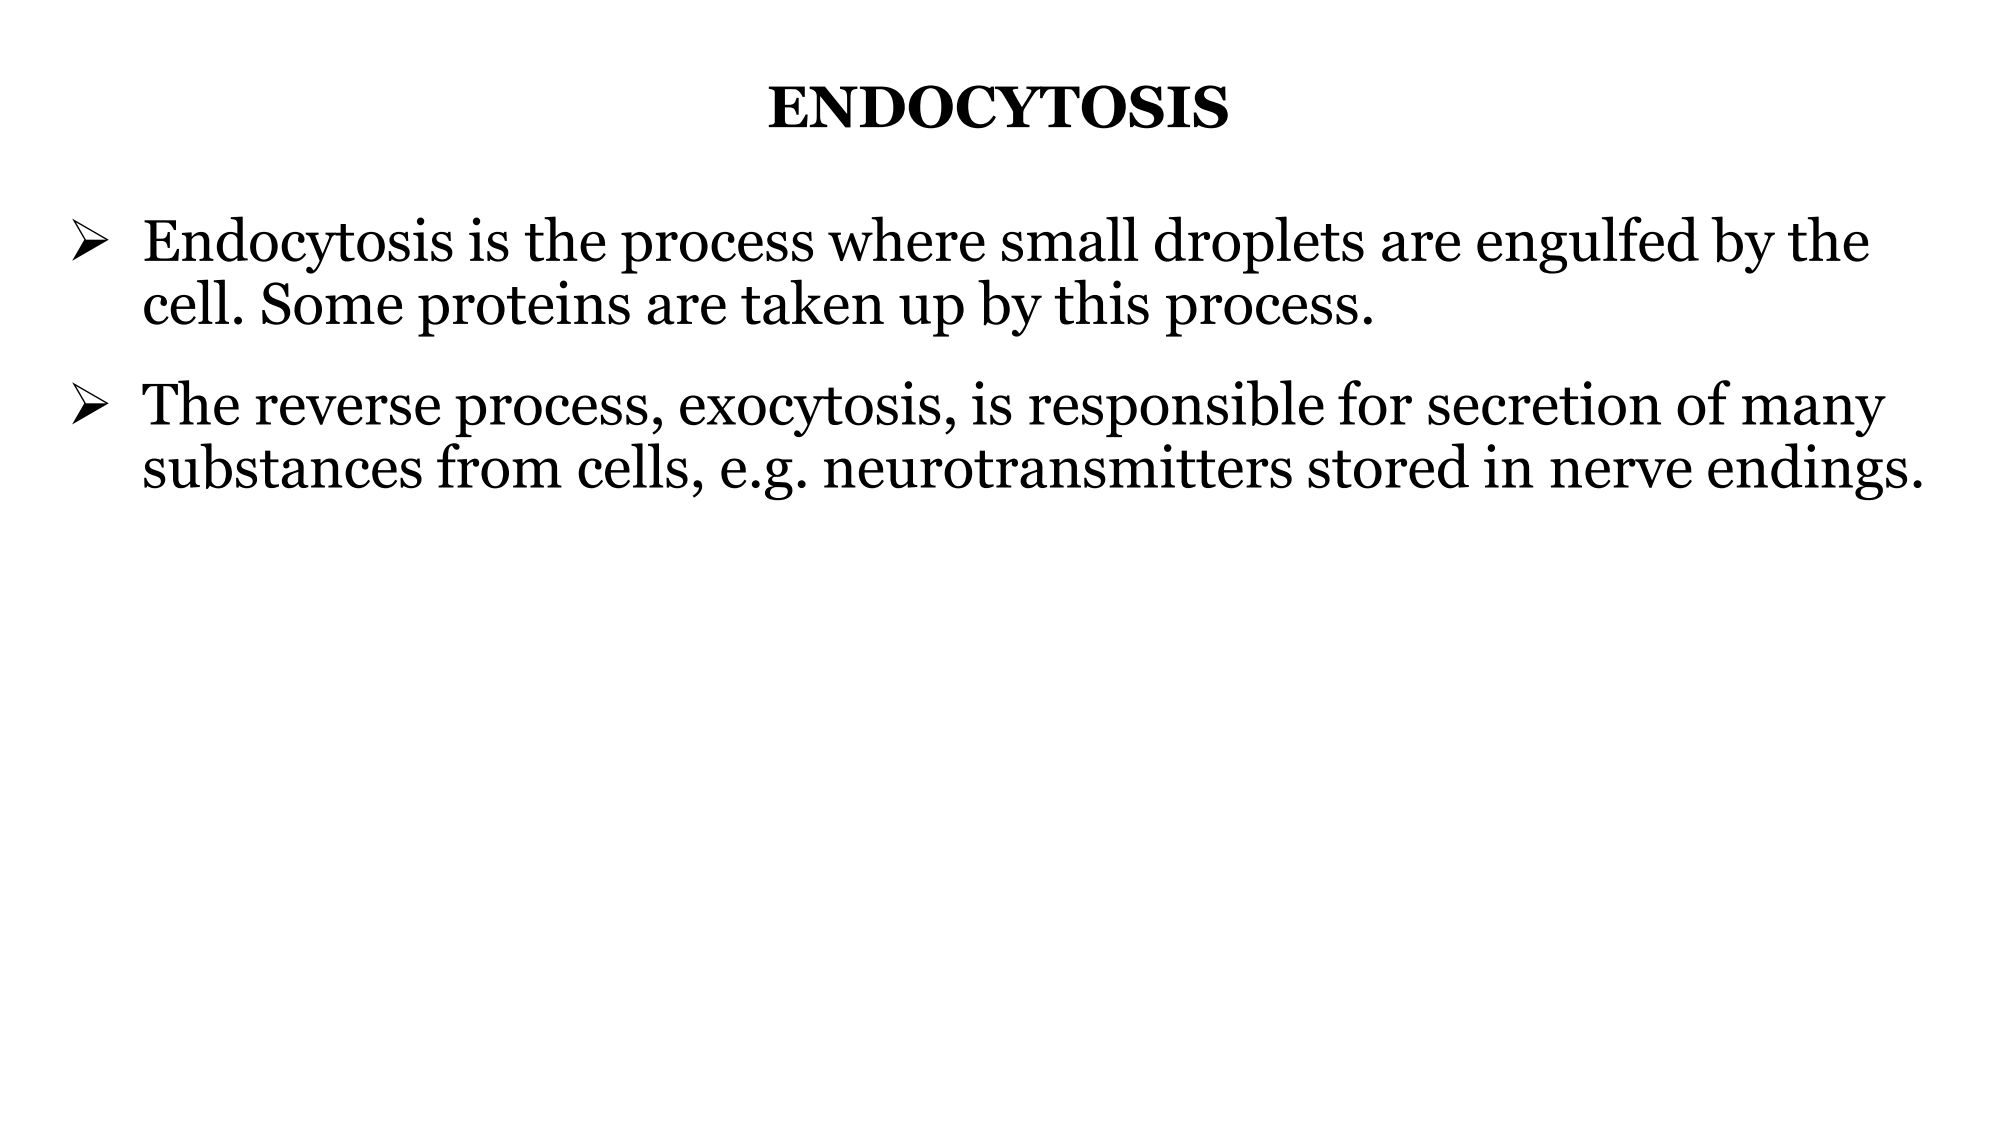 ENDOCYTOSIS
➢ Endocytosis is the process where small droplets are engulfed by the
cell. Some proteins are taken up by this process.
➢ The reverse process, exocytosis, is responsible for secretion of many
substances from cells, e.g. neurotransmitters stored in nerve endings.